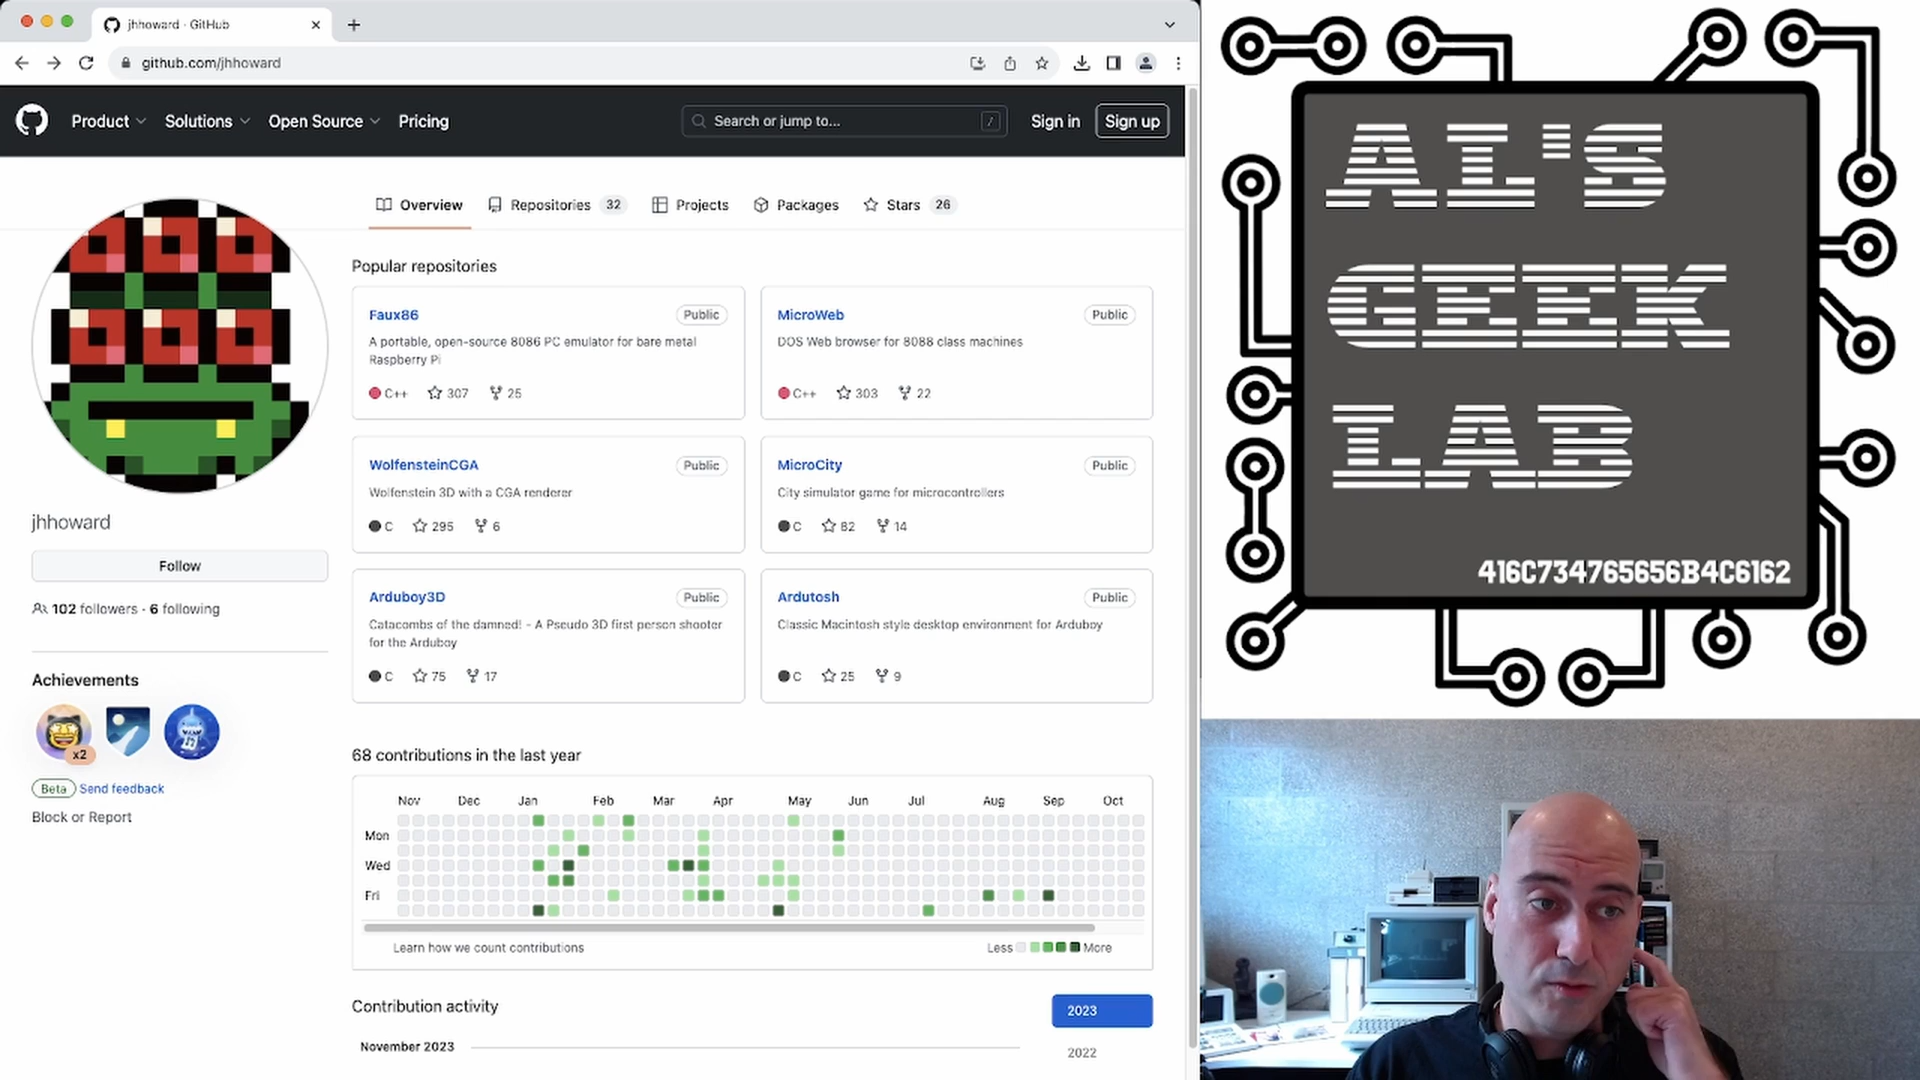 jhhoward · GitHub
github.com/jhhoward
Product
Solutions
Open Source
Pricing
Search or jump to...
/
Sign in
Sign up
Overview
Repositories 32
Projects
Packages
Stars 26
jhhoward
Follow
102 followers · 6 following
Achievements
x2
Beta Send feedback
Block or Report
Popular repositories
Faux86 Public
A portable, open-source 8086 PC emulator for bare metal
Raspberry Pi
C++ 307 25
MicroWeb Public
DOS Web browser for 8088 class machines
C++ 303 22
WolfensteinCGA Public
Wolfenstein 3D with a CGA renderer
C 295 6
MicroCity Public
City simulator game for microcontrollers
C 82 14
Arduboy3D Public
Catacombs of the damned! - A Pseudo 3D first person shooter
for the Arduboy
C 75 17
Ardutosh Public
Classic Macintosh style desktop environment for Arduboy
C 25 9
68 contributions in the last year
Nov Dec Jan Feb Mar Apr May Jun Jul Aug Sep Oct
Mon
Wed
Fri
Learn how we count contributions
Less More
Contribution activity
2023
November 2023
2022
AL'S
GEEK
LAB
416C734765656B4C6162